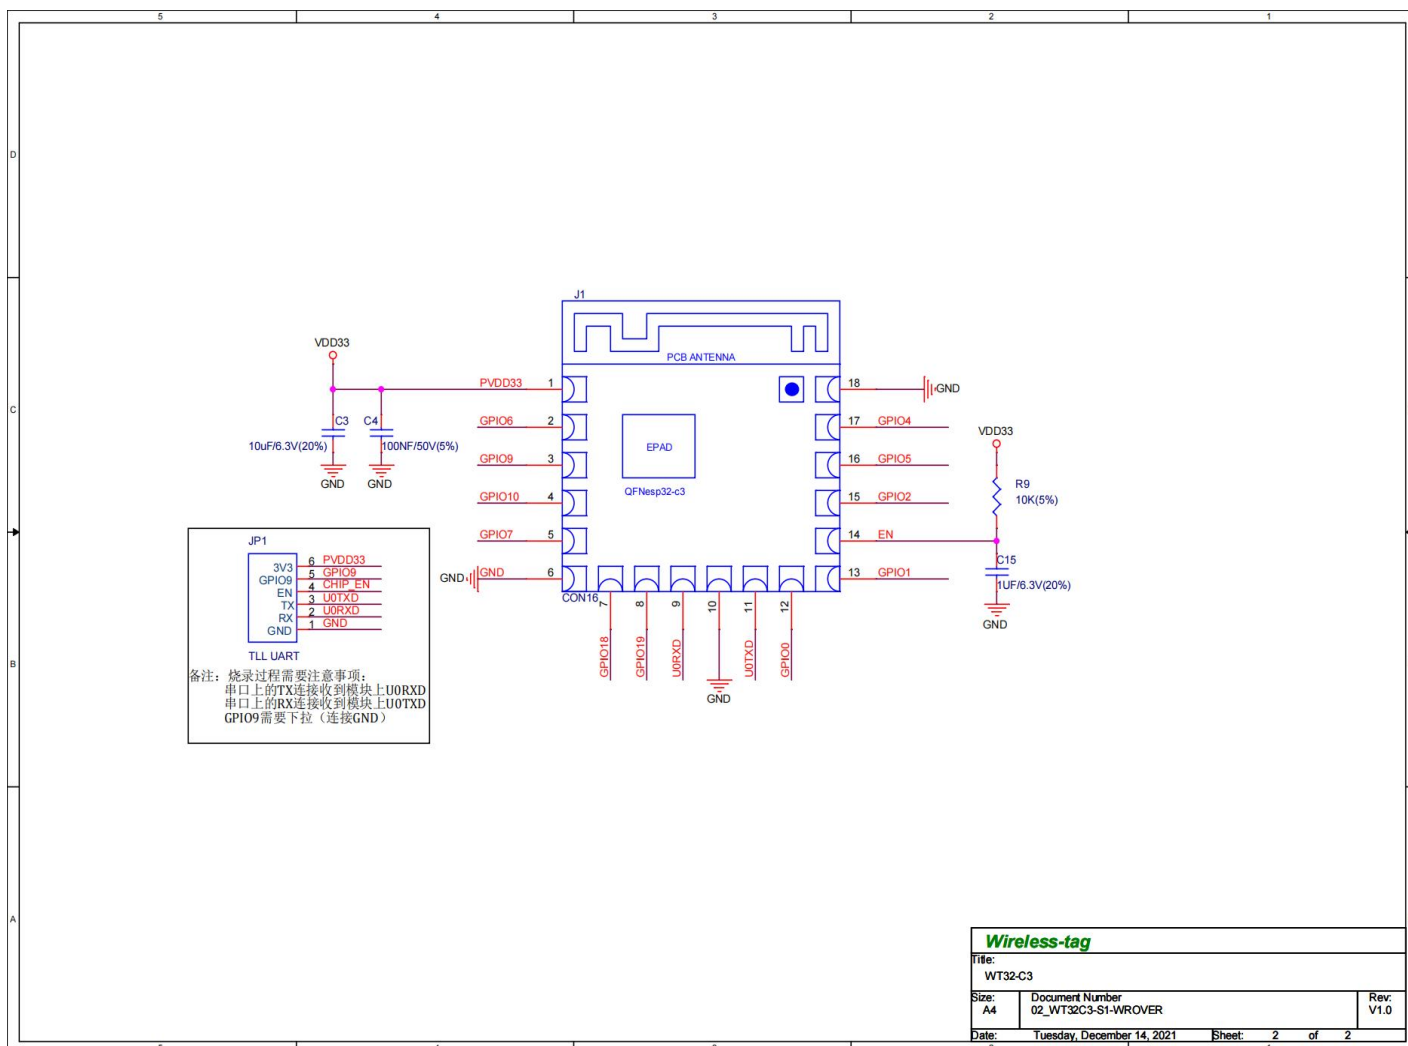 5 4 3 2 1
D
C
B
A
J1
PCB ANTENNA
EPAD
QFNesp32-c3
CON16
VDD33
C3
10uF/6.3V(20%)
GND
C4
100NF/50V(5%)
GND
PVDD33 1
GPIO6 2
GPIO9 3
GPIO10 4
GPIO7 5
GND GND 6
7 GPIO18
8 GPIO19
9 U0RXD
10 GND
11 U0TXD
12 GPIO0
18 GND
17 GPIO4
16 GPIO5
15 GPIO2
14 EN
13 GPIO1
VDD33
R9
10K(5%)
C15
1UF/6.3V(20%)
GND
JP1
3V3 6 PVDD33
GPIO9 5 GPIO9
EN 4 CHIP_EN
TX 3 U0TXD
RX 2 U0RXD
GND 1 GND
TLL UART
备注：烧录过程需要注意事项：
串口上的TX连接收到模块上U0RXD
串口上的RX连接收到模块上U0TXD
GPIO9需要下拉（连接GND）
Wireless-tag
Title:
WT32-C3
Size: Document Number Rev:
A4 02_WT32C3-S1-WROVER V1.0
Date: Tuesday, December 14, 2021 Sheet: 2 of 2